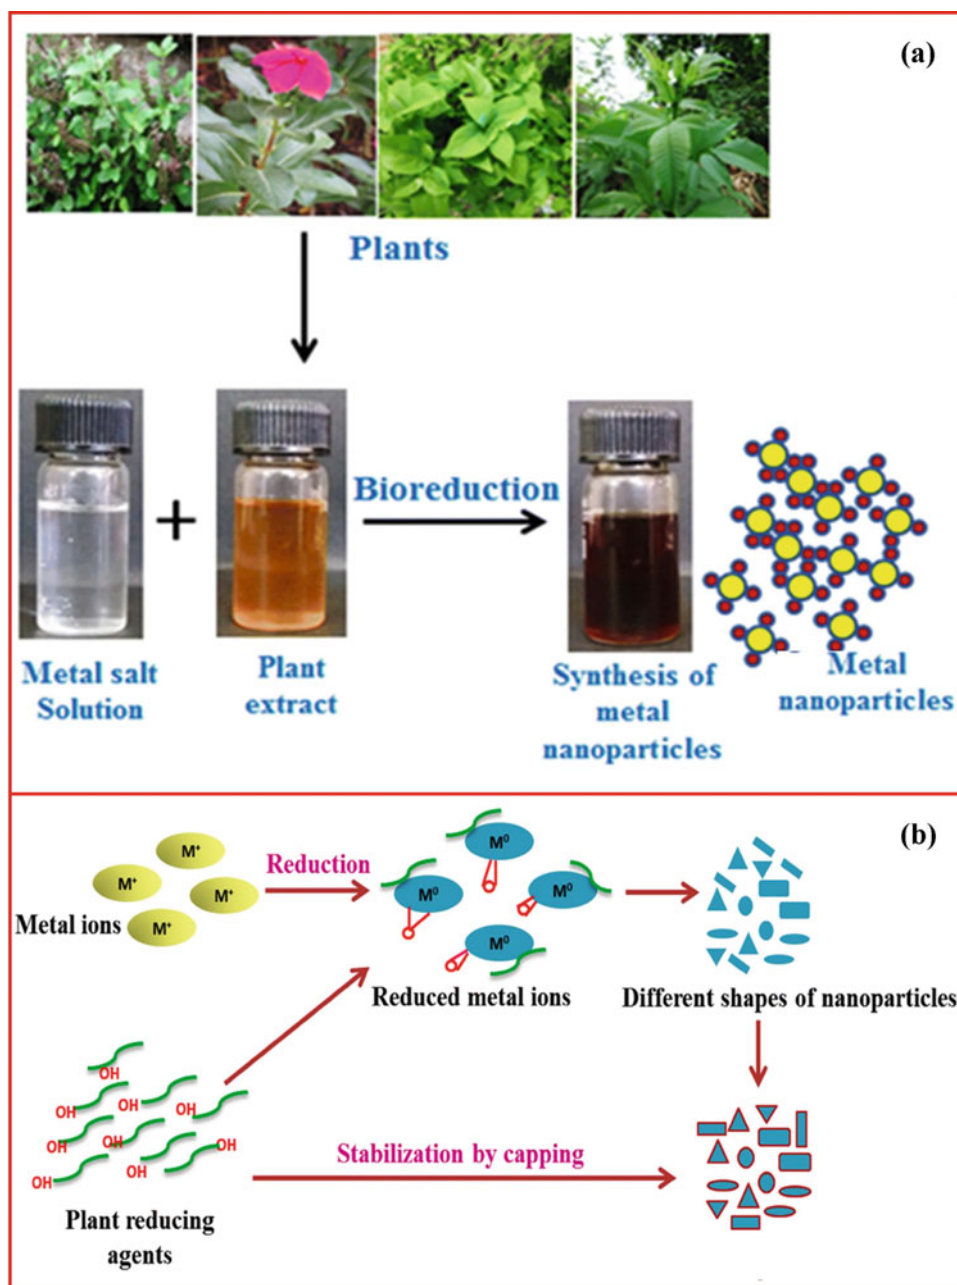 (a)
Plants
Bioreduction
+
Metal salt
Solution
Plant
extract
Synthesis of
metal
nanoparticles
Metal
nanoparticles
(b)
M⁺
M⁺
M⁺
M⁺
Metal ions
Reduction
M⁰
M⁰
M⁰
M⁰
Reduced metal ions
Different shapes of nanoparticles
OH
OH
OH
OH
OH
OH
OH
OH
Plant reducing
agents
Stabilization by capping